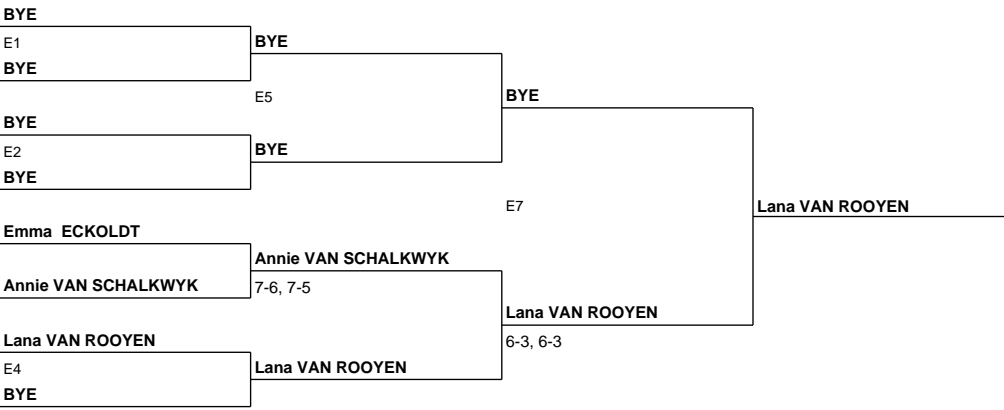 BYE
E1
BYE
BYE
E5
BYE
BYE
E2
BYE
BYE
E7
Lana VAN ROOYEN
Emma ECKOLDT
Annie VAN SCHALKWYK
Annie VAN SCHALKWYK
7-6, 7-5
Lana VAN ROOYEN
6-3, 6-3
Lana VAN ROOYEN
E4
Lana VAN ROOYEN
BYE